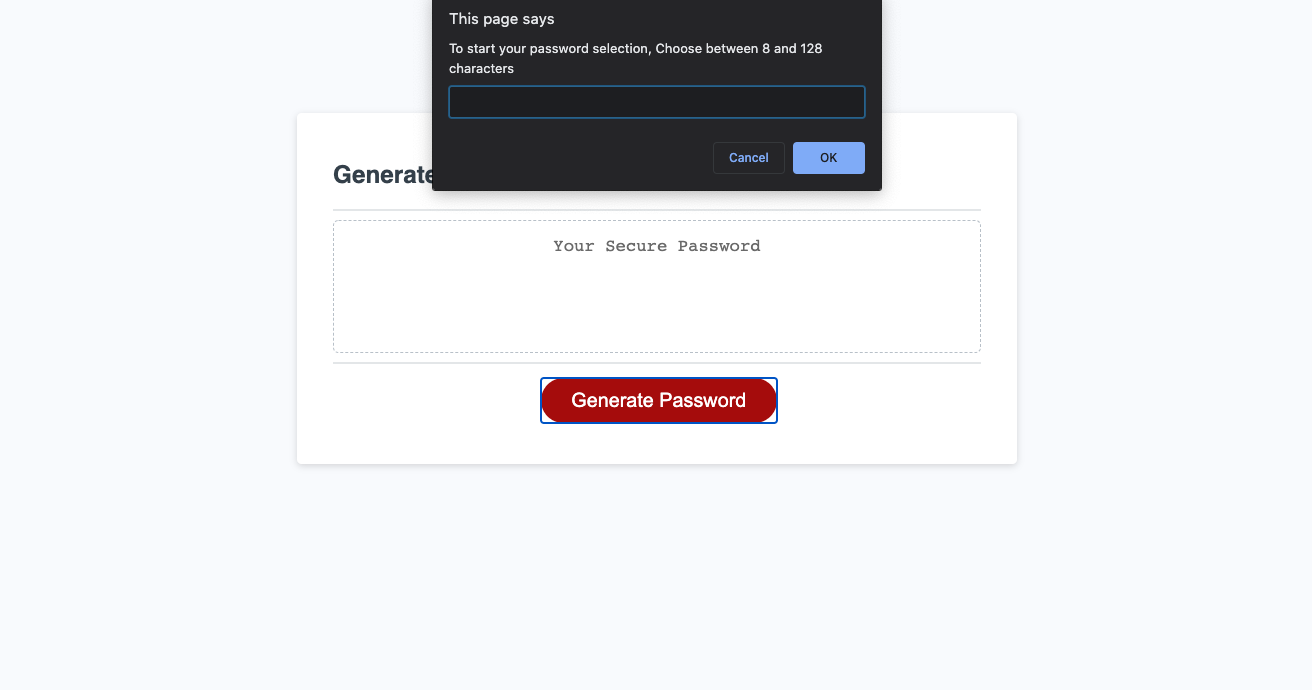 This page says
To start your password selection, Choose between 8 and 128
characters
Cancel
OK
Generate
Your Secure Password
Generate Password